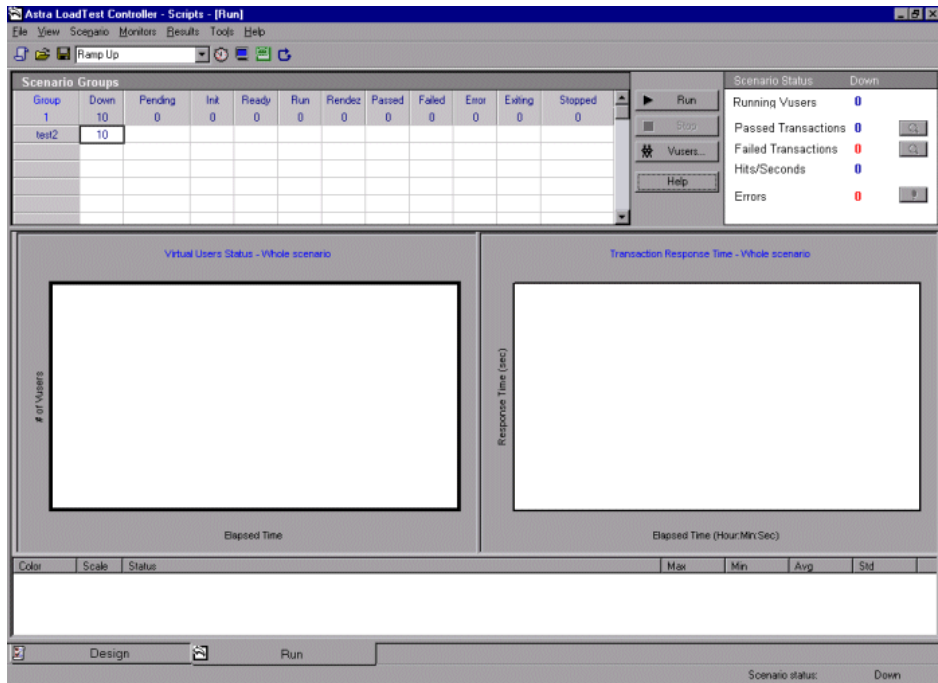 Astra LoadTest Controller - Scripts - [Run]
File View Scenario Monitors Results Tools Help
Ramp Up
Scenario Groups
Group Down Pending Init Ready Run Rendez Passed Failed Error Exiting Stopped
1 10 0 0 0 0 0 0 0 0 0 0
test2 10
Run
Stop
Vusers...
Help
Scenario Status Down
Running Vusers 0
Passed Transactions 0
Failed Transactions 0
Hits/Seconds 0
Errors 0
Virtual Users Status - Whole scenario
# of Vusers
Elapsed Time
Transaction Response Time - Whole scenario
Response Time (sec)
Elapsed Time (Hour:Min:Sec)
Color Scale Status Max Min Avg Std
Design Run
Scenario status: Down